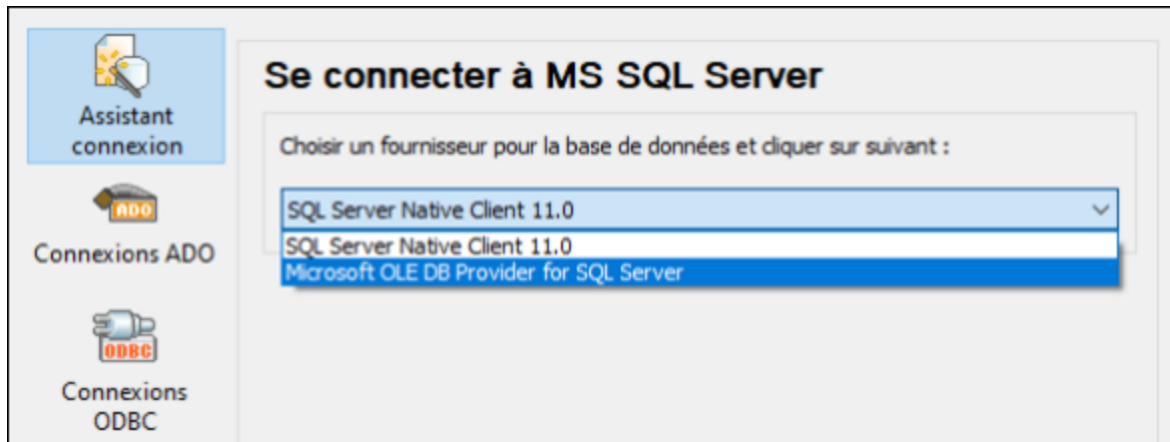 Assistant
connexion
ADO
Connexions ADO
ODBC
Connexions
ODBC
Se connecter à MS SQL Server
Choisir un fournisseur pour la base de données et cliquer sur suivant :
SQL Server Native Client 11.0
SQL Server Native Client 11.0
Microsoft OLE DB Provider for SQL Server